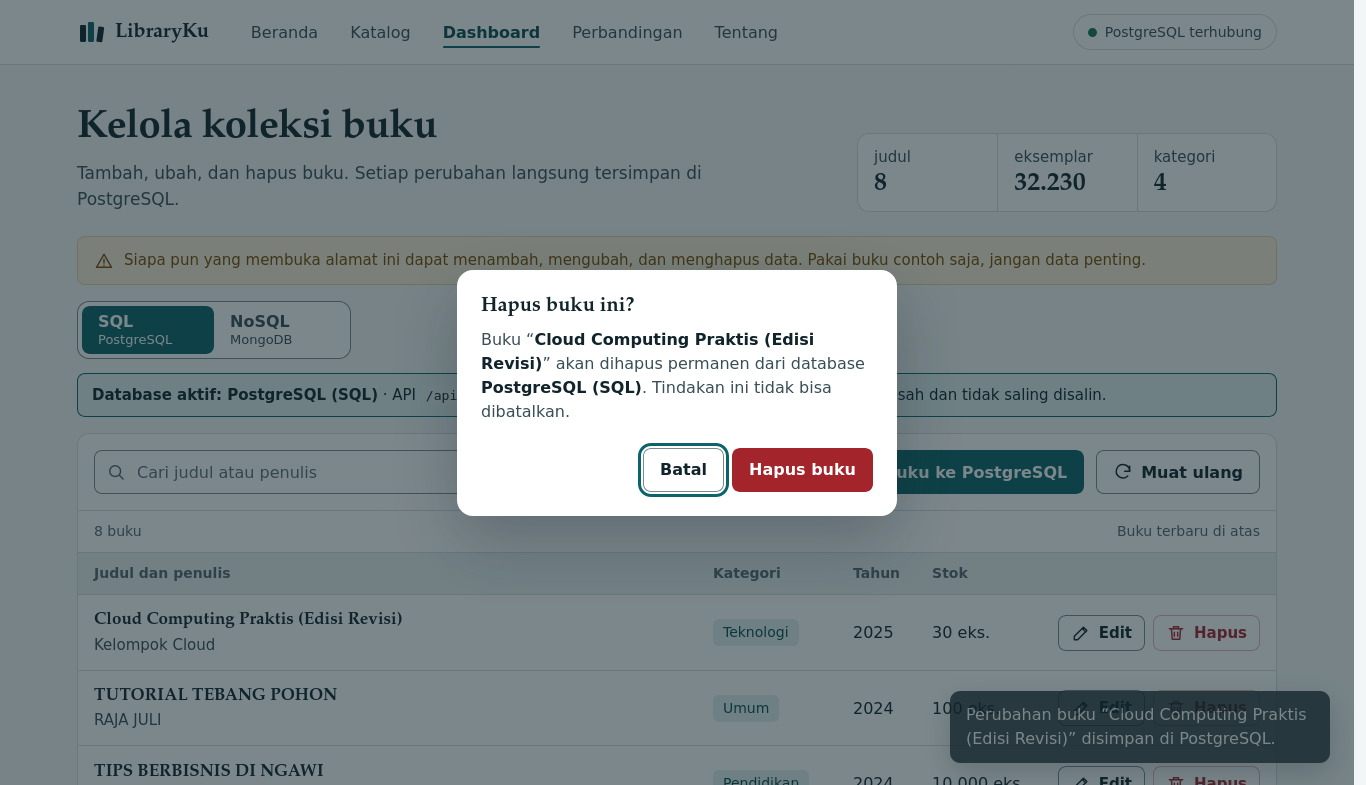 LibraryKu
Beranda
Katalog
Dashboard
Perbandingan
Tentang
PostgreSQL terhubung
Kelola koleksi buku
Tambah, ubah, dan hapus buku. Setiap perubahan langsung tersimpan di
PostgreSQL.
judul
8
eksemplar
32.230
kategori
4
Siapa pun yang membuka alamat ini dapat menambah, mengubah, dan menghapus data. Pakai buku contoh saja, jangan data penting.
SQL
PostgreSQL
NoSQL
MongoDB
Database aktif: PostgreSQL (SQL) · API /api
sah dan tidak saling disalin.
Hapus buku ini?
Buku “Cloud Computing Praktis (Edisi
Revisi)” akan dihapus permanen dari database
PostgreSQL (SQL). Tindakan ini tidak bisa
dibatalkan.
Batal
Hapus buku
Cari judul atau penulis
uku ke PostgreSQL
Muat ulang
8 buku
Buku terbaru di atas
Judul dan penulis
Kategori
Tahun
Stok
Cloud Computing Praktis (Edisi Revisi)
Kelompok Cloud
Teknologi
2025
30 eks.
Edit
Hapus
TUTORIAL TEBANG POHON
RAJA JULI
Umum
2024
100 eks.
Edit
Hapus
Perubahan buku “Cloud Computing Praktis
(Edisi Revisi)” disimpan di PostgreSQL.
TIPS BERBISNIS DI NGAWI
Pendidikan
2024
10.000 eks.
Edit
Hapus